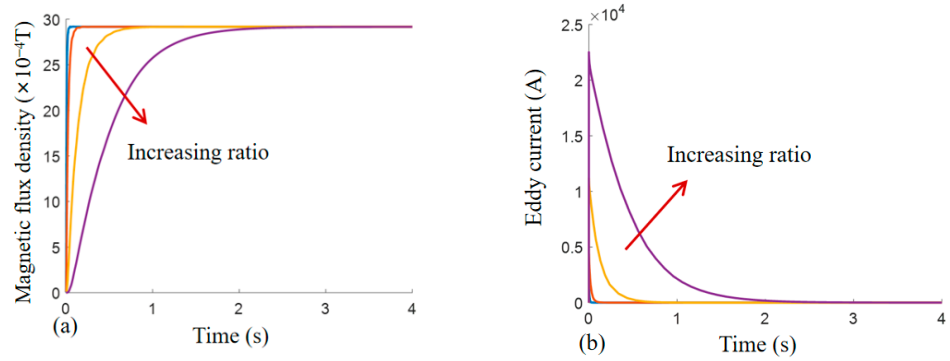 Magnetic flux density (×10⁻⁴T)
30
25
20
15
10
5
0
0 1 2 3 4
Increasing ratio
(a)
Time (s)
×10⁴
Eddy current (A)
2.5
2
1.5
1
0.5
0
0 1 2 3 4
Increasing ratio
(b)
Time (s)